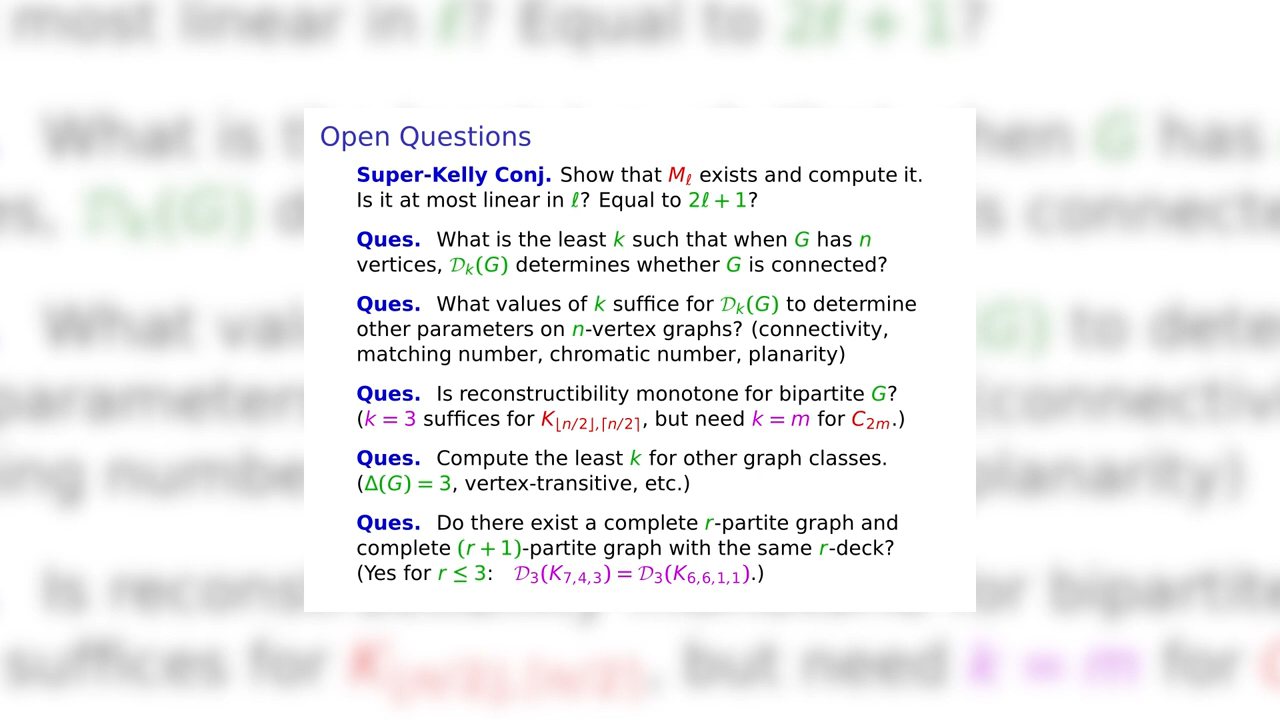 Open Questions
Super-Kelly Conj. Show that Mℓ exists and compute it.
Is it at most linear in ℓ? Equal to 2ℓ + 1?
Ques. What is the least k such that when G has n
vertices, 𝒟ₖ(G) determines whether G is connected?
Ques. What values of k suffice for 𝒟ₖ(G) to determine
other parameters on n-vertex graphs? (connectivity,
matching number, chromatic number, planarity)
Ques. Is reconstructibility monotone for bipartite G?
(k = 3 suffices for K⌊n/2⌋,⌈n/2⌉, but need k = m for C₂ₘ.)
Ques. Compute the least k for other graph classes.
(Δ(G) = 3, vertex-transitive, etc.)
Ques. Do there exist a complete r-partite graph and
complete (r + 1)-partite graph with the same r-deck?
(Yes for r ≤ 3: 𝒟₃(K₇,₄,₃) = 𝒟₃(K₆,₆,₁,₁).)